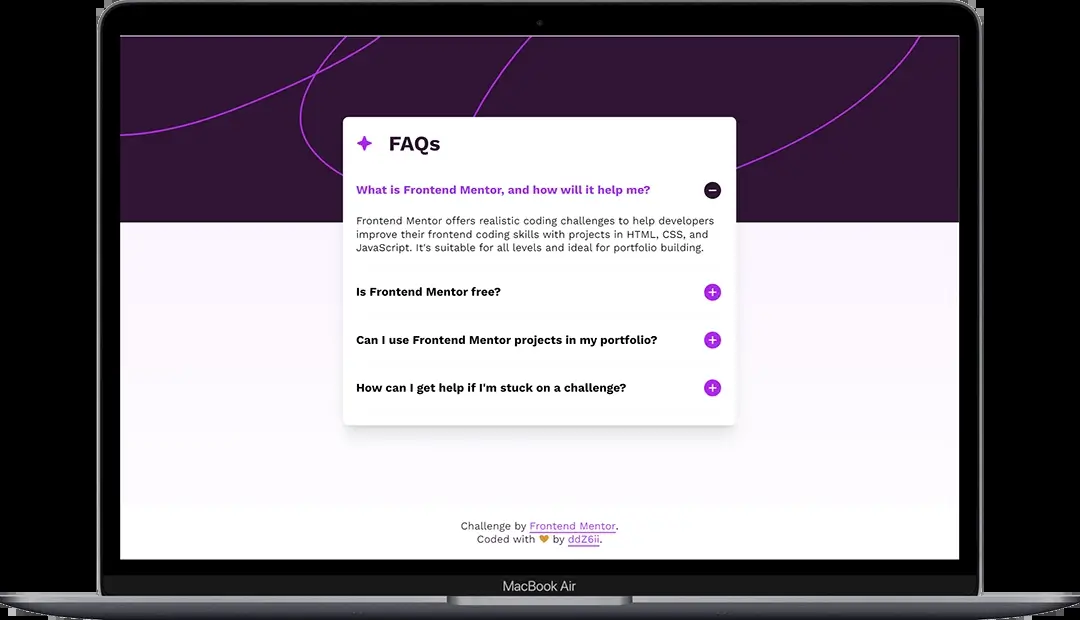 FAQs
What is Frontend Mentor, and how will it help me?
Frontend Mentor offers realistic coding challenges to help developers
improve their frontend coding skills with projects in HTML, CSS, and
JavaScript. It's suitable for all levels and ideal for portfolio building.
Is Frontend Mentor free?
Can I use Frontend Mentor projects in my portfolio?
How can I get help if I'm stuck on a challenge?
Challenge by Frontend Mentor.
Coded with 🧡 by ddZ6ii.
MacBook Air